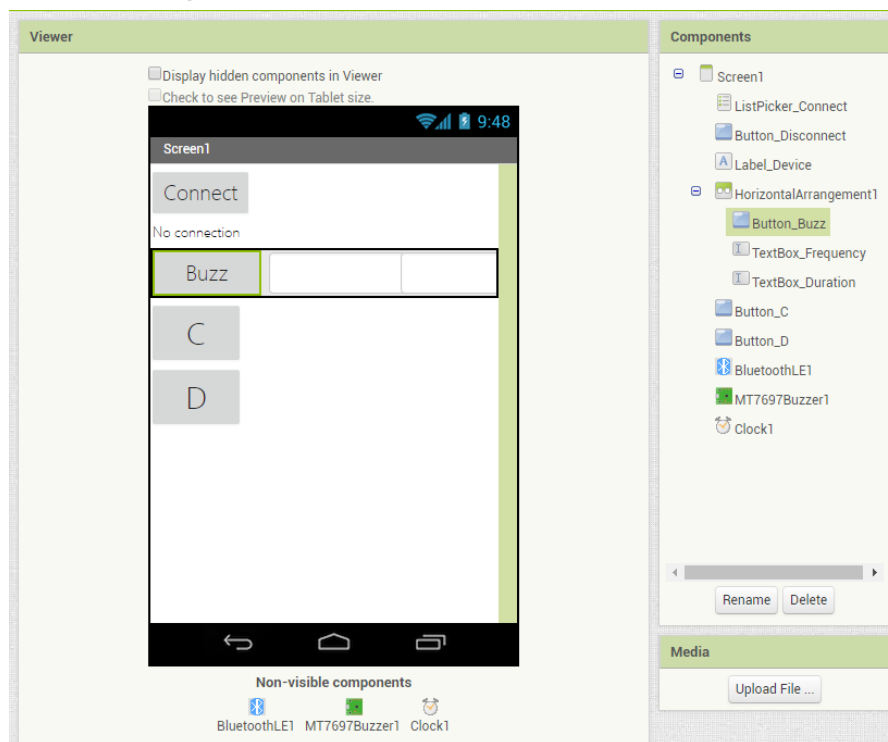 Viewer
Display hidden components in Viewer
Check to see Preview on Tablet size.
9:48
Screen1
Connect
No connection
Buzz
C
D
Non-visible components
BluetoothLE1 MT7697Buzzer1 Clock1
Components
Screen1
ListPicker_Connect
Button_Disconnect
A Label_Device
HorizontalArrangement1
Button_Buzz
TextBox_Frequency
TextBox_Duration
Button_C
Button_D
BluetoothLE1
MT7697Buzzer1
Clock1
Rename Delete
Media
Upload File ...